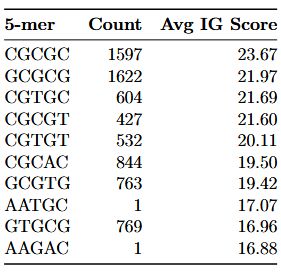 5-mer Count Avg IG Score
CGCGC 1597 23.67
GCGCG 1622 21.97
CGTGC 604 21.69
CGCGT 427 21.60
CGTGT 532 20.11
CGCAC 844 19.50
GCGTG 763 19.42
AATGC 1 17.07
GTGCG 769 16.96
AAGAC 1 16.88